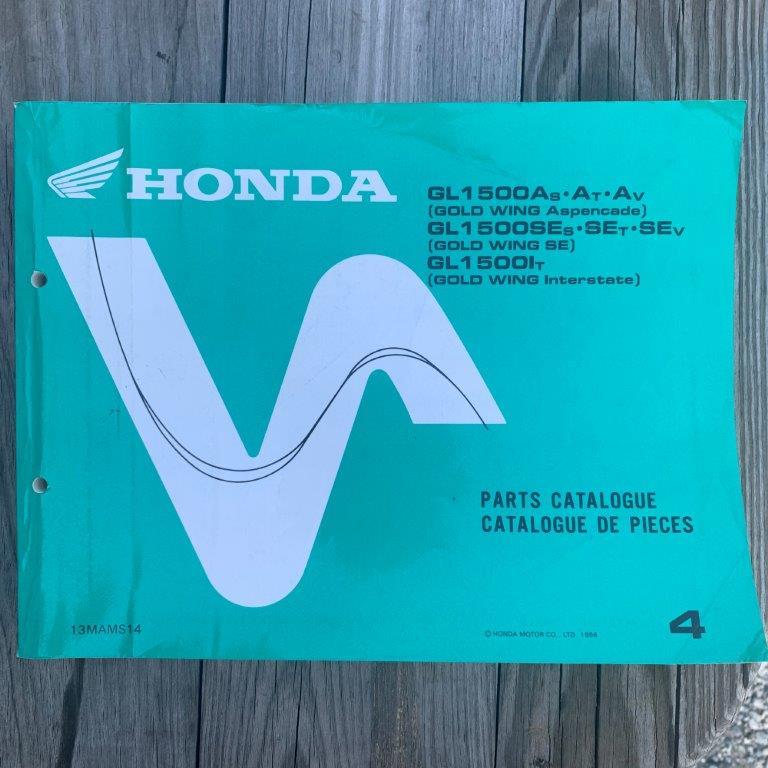 HONDA
GL1500AS·AT·AV
(GOLD WING Aspencade)
GL1500SES·SET·SEV
(GOLD WING SE)
GL1500IT
(GOLD WING Interstate)
PARTS CATALOGUE
CATALOGUE DE PIECES
13MAMS14
© HONDA MOTOR CO., LTD. 1996
4